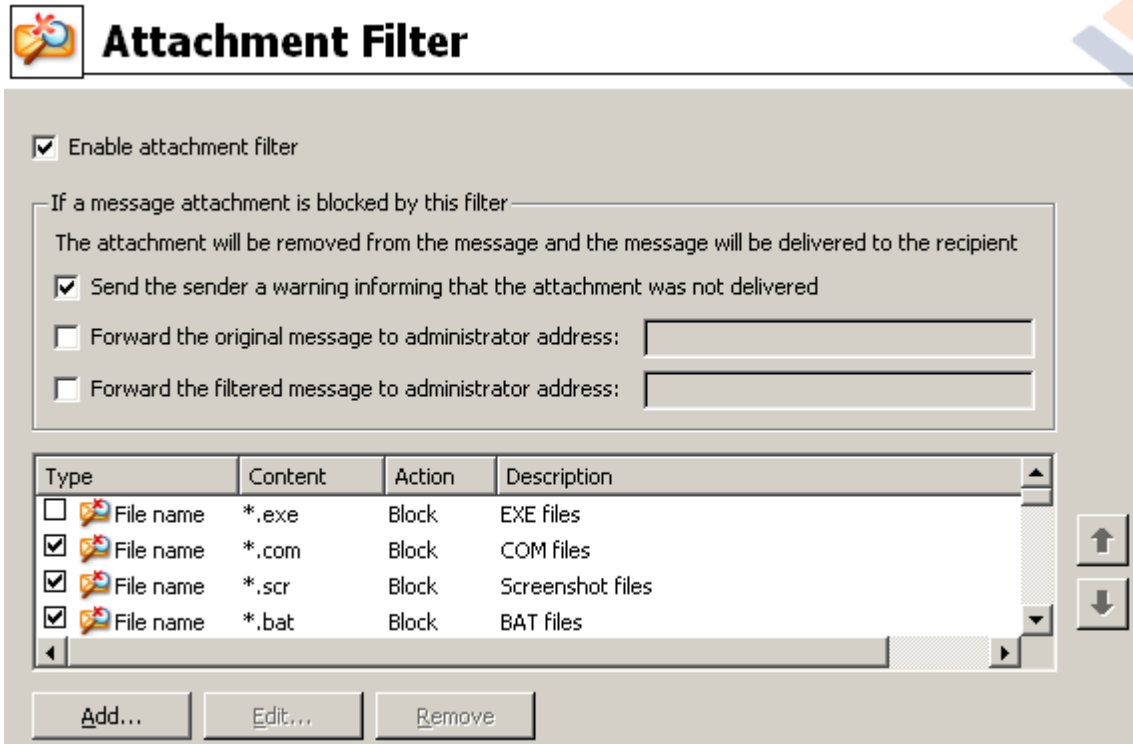 Attachment Filter
Enable attachment filter
If a message attachment is blocked by this filter
The attachment will be removed from the message and the message will be delivered to the recipient
Send the sender a warning informing that the attachment was not delivered
Forward the original message to administrator address:
Forward the filtered message to administrator address:
Type Content Action Description
File name *.exe Block EXE files
File name *.com Block COM files
File name *.scr Block Screenshot files
File name *.bat Block BAT files
Add... Edit... Remove